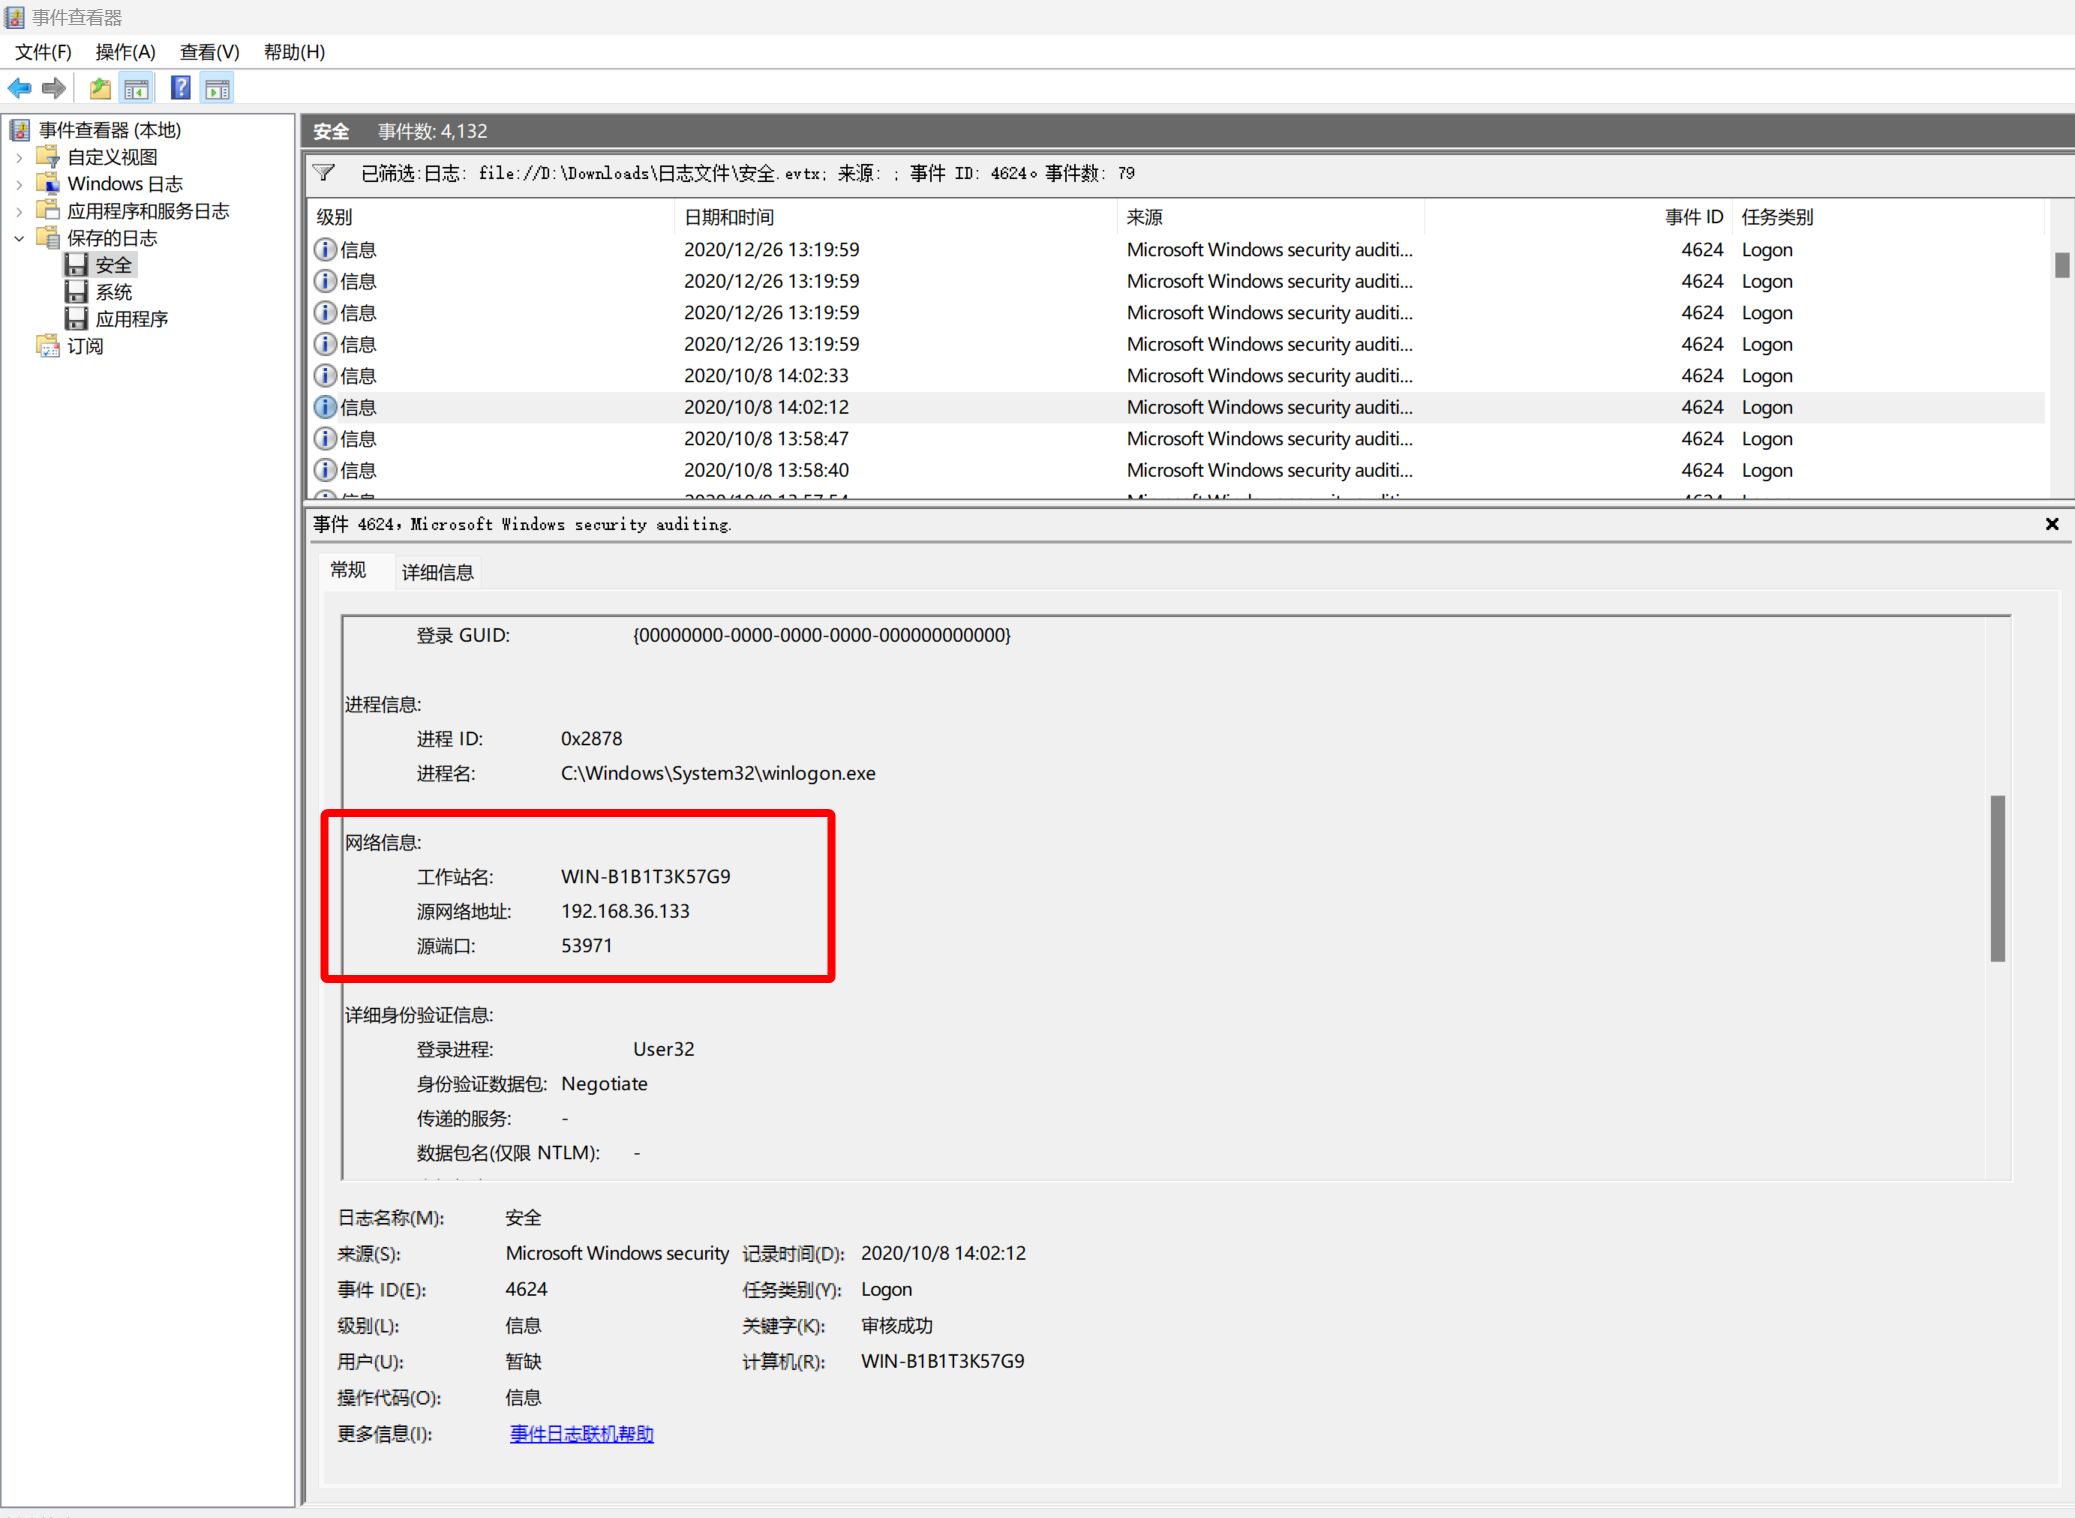 事件查看器
文件(F) 操作(A) 查看(V) 帮助(H)
事件查看器 (本地)
自定义视图
Windows 日志
应用程序和服务日志
保存的日志
安全
系统
应用程序
订阅
安全 事件数: 4,132
已筛选:日志: file://D:\Downloads\日志文件\安全.evtx; 来源: ; 事件 ID: 4624。事件数: 79
级别 日期和时间 来源 事件 ID 任务类别
信息 2020/12/26 13:19:59 Microsoft Windows security auditi... 4624 Logon
信息 2020/12/26 13:19:59 Microsoft Windows security auditi... 4624 Logon
信息 2020/12/26 13:19:59 Microsoft Windows security auditi... 4624 Logon
信息 2020/12/26 13:19:59 Microsoft Windows security auditi... 4624 Logon
信息 2020/10/8 14:02:33 Microsoft Windows security auditi... 4624 Logon
信息 2020/10/8 14:02:12 Microsoft Windows security auditi... 4624 Logon
信息 2020/10/8 13:58:47 Microsoft Windows security auditi... 4624 Logon
信息 2020/10/8 13:58:40 Microsoft Windows security auditi... 4624 Logon
事件 4624，Microsoft Windows security auditing.
常规 详细信息
登录 GUID: {00000000-0000-0000-0000-000000000000}
进程信息:
进程 ID: 0x2878
进程名: C:\Windows\System32\winlogon.exe
网络信息:
工作站名: WIN-B1B1T3K57G9
源网络地址: 192.168.36.133
源端口: 53971
详细身份验证信息:
登录进程: User32
身份验证数据包: Negotiate
传递的服务: -
数据包名(仅限 NTLM): -
日志名称(M): 安全
来源(S): Microsoft Windows security 记录时间(D): 2020/10/8 14:02:12
事件 ID(E): 4624 任务类别(Y): Logon
级别(L): 信息 关键字(K): 审核成功
用户(U): 暂缺 计算机(R): WIN-B1B1T3K57G9
操作代码(O): 信息
更多信息(I): 事件日志联机帮助